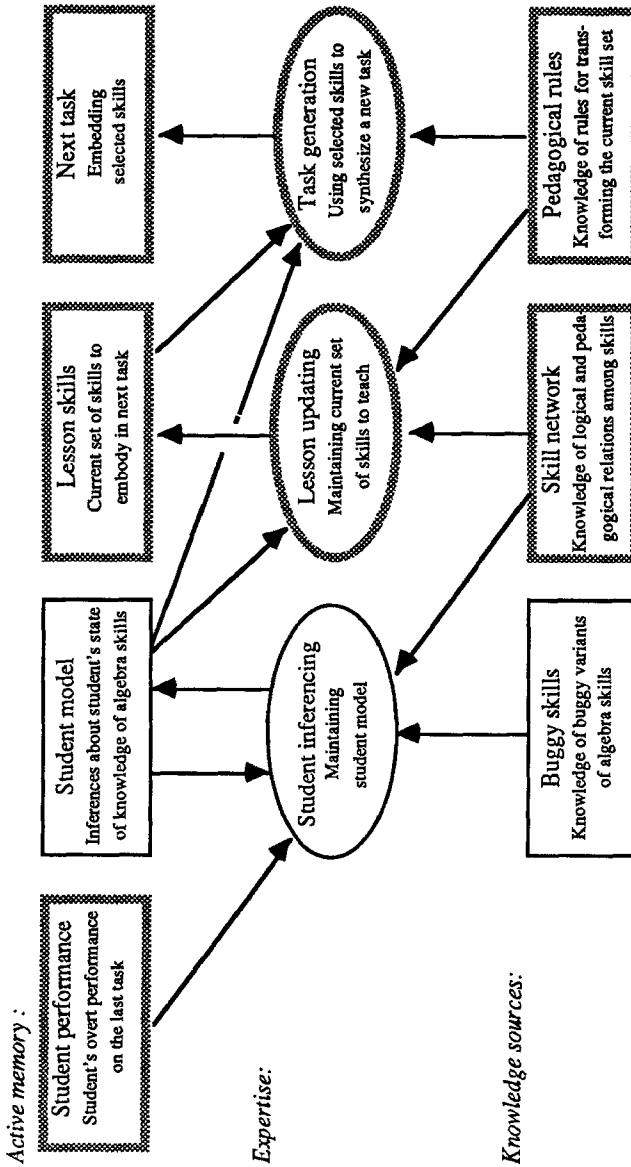 Active memory :
Student performance
Student's overt performance
on the last task
Student model
Inferences about student's state
of knowledge of algebra skills
Lesson skills
Current set of skills to
embody in next task
Next task
Embedding
selected skills
Expertise:
Student inferencing
Maintaining
student model
Lesson updating
Maintaining current set
of skills to teach
Task generation
Using selected skills to
synthesize a new task
Knowledge sources:
Buggy skills
Knowledge of buggy variants
of algebra skills
Skill network
Knowledge of logical and peda-
gogical relations among skills
Pedagogical rules
Knowledge of rules for trans-
forming the current skill set